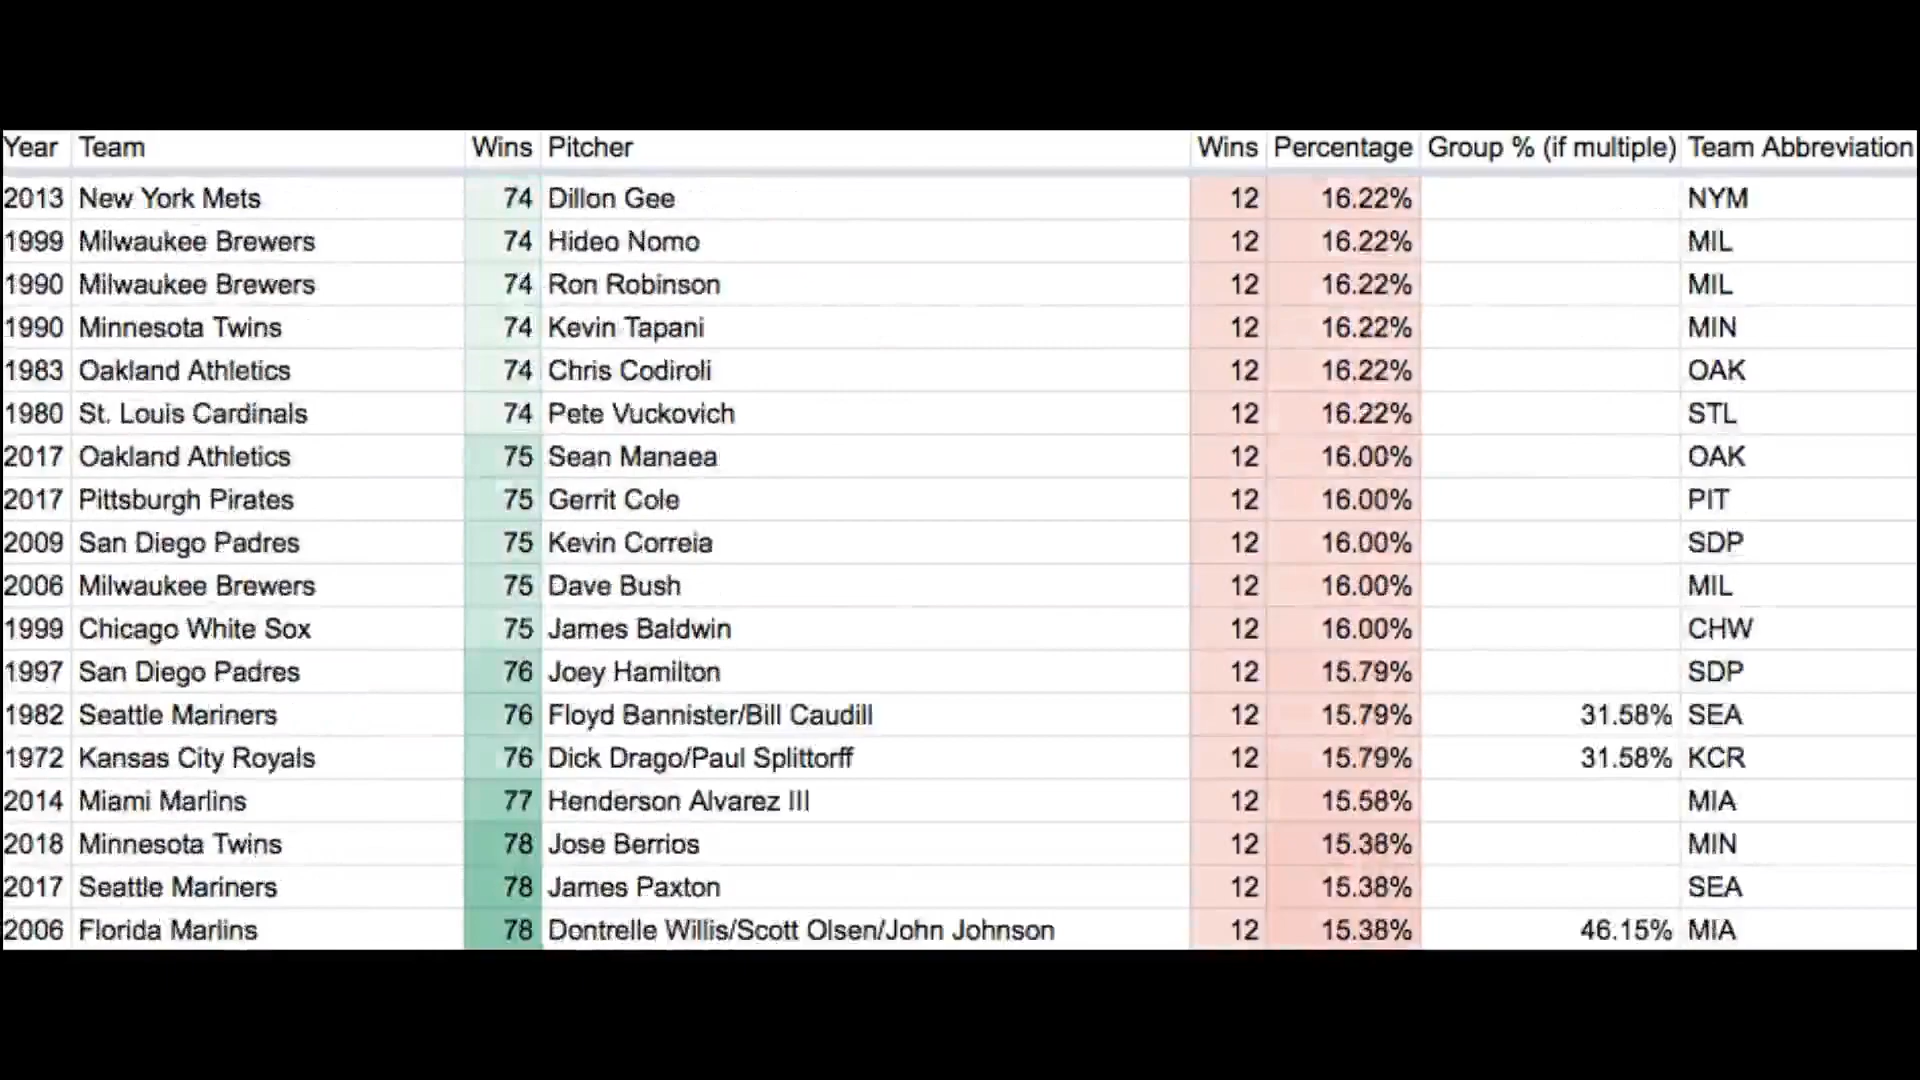 Year Team Wins Pitcher Wins Percentage Group % (if multiple) Team Abbreviation
2013 New York Mets 74 Dillon Gee 12 16.22% NYM
1999 Milwaukee Brewers 74 Hideo Nomo 12 16.22% MIL
1990 Milwaukee Brewers 74 Ron Robinson 12 16.22% MIL
1990 Minnesota Twins 74 Kevin Tapani 12 16.22% MIN
1983 Oakland Athletics 74 Chris Codiroli 12 16.22% OAK
1980 St. Louis Cardinals 74 Pete Vuckovich 12 16.22% STL
2017 Oakland Athletics 75 Sean Manaea 12 16.00% OAK
2017 Pittsburgh Pirates 75 Gerrit Cole 12 16.00% PIT
2009 San Diego Padres 75 Kevin Correia 12 16.00% SDP
2006 Milwaukee Brewers 75 Dave Bush 12 16.00% MIL
1999 Chicago White Sox 75 James Baldwin 12 16.00% CHW
1997 San Diego Padres 76 Joey Hamilton 12 15.79% SDP
1982 Seattle Mariners 76 Floyd Bannister/Bill Caudill 12 15.79% 31.58% SEA
1972 Kansas City Royals 76 Dick Drago/Paul Splittorff 12 15.79% 31.58% KCR
2014 Miami Marlins 77 Henderson Alvarez III 12 15.58% MIA
2018 Minnesota Twins 78 Jose Berrios 12 15.38% MIN
2017 Seattle Mariners 78 James Paxton 12 15.38% SEA
2006 Florida Marlins 78 Dontrelle Willis/Scott Olsen/John Johnson 12 15.38% 46.15% MIA